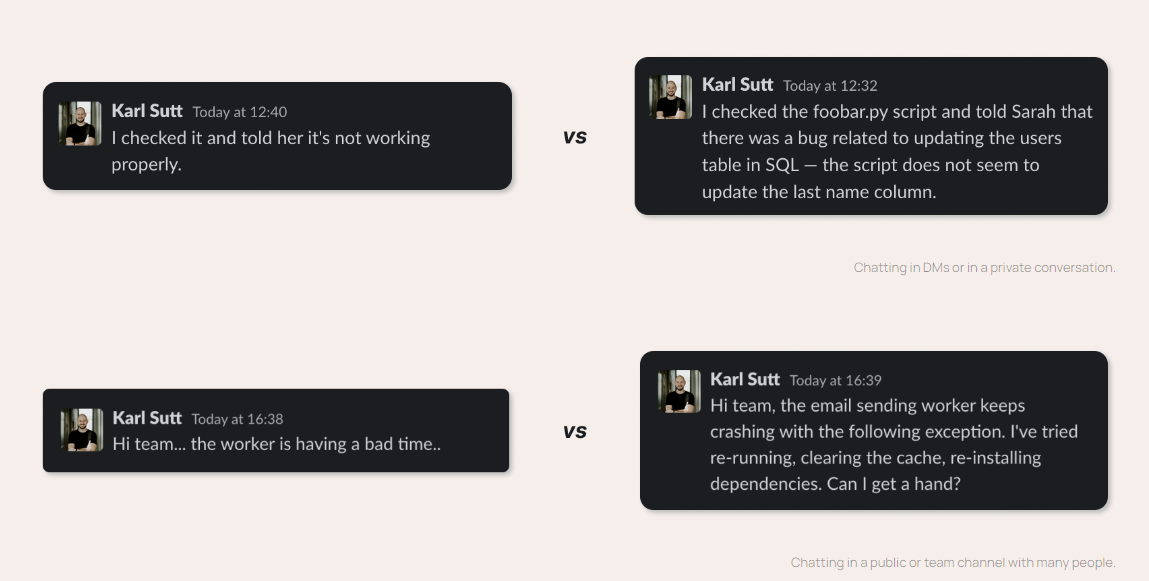 Karl Sutt Today at 12:40
I checked it and told her it's not working
properly.
vs
Karl Sutt Today at 12:32
I checked the foobar.py script and told Sarah that
there was a bug related to updating the users
table in SQL — the script does not seem to
update the last name column.
Chatting in DMs or in a private conversation.
Karl Sutt Today at 16:38
Hi team... the worker is having a bad time..
vs
Karl Sutt Today at 16:39
Hi team, the email sending worker keeps
crashing with the following exception. I've tried
re-running, clearing the cache, re-installing
dependencies. Can I get a hand?
Chatting in a public or team channel with many people.